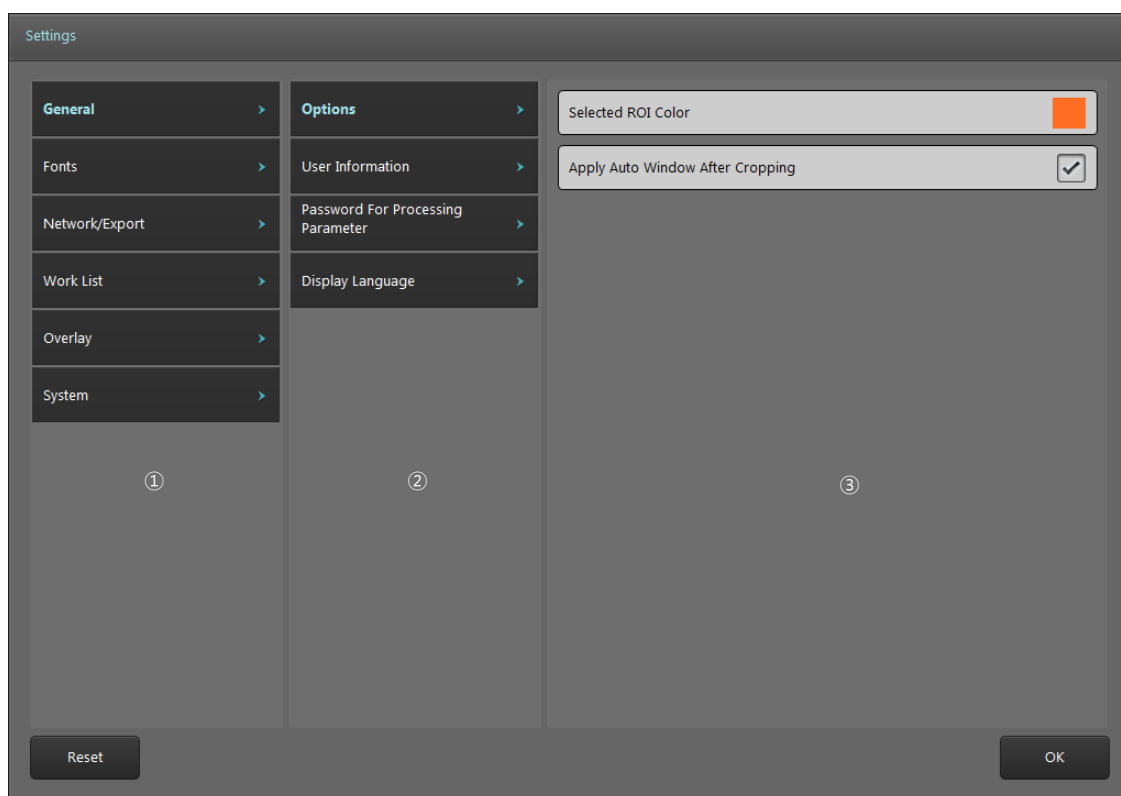 Settings
General
Fonts
Network/Export
Work List
Overlay
System
①
Options
User Information
Password For Processing
Parameter
Display Language
②
Selected ROI Color
Apply Auto Window After Cropping
③
Reset
OK